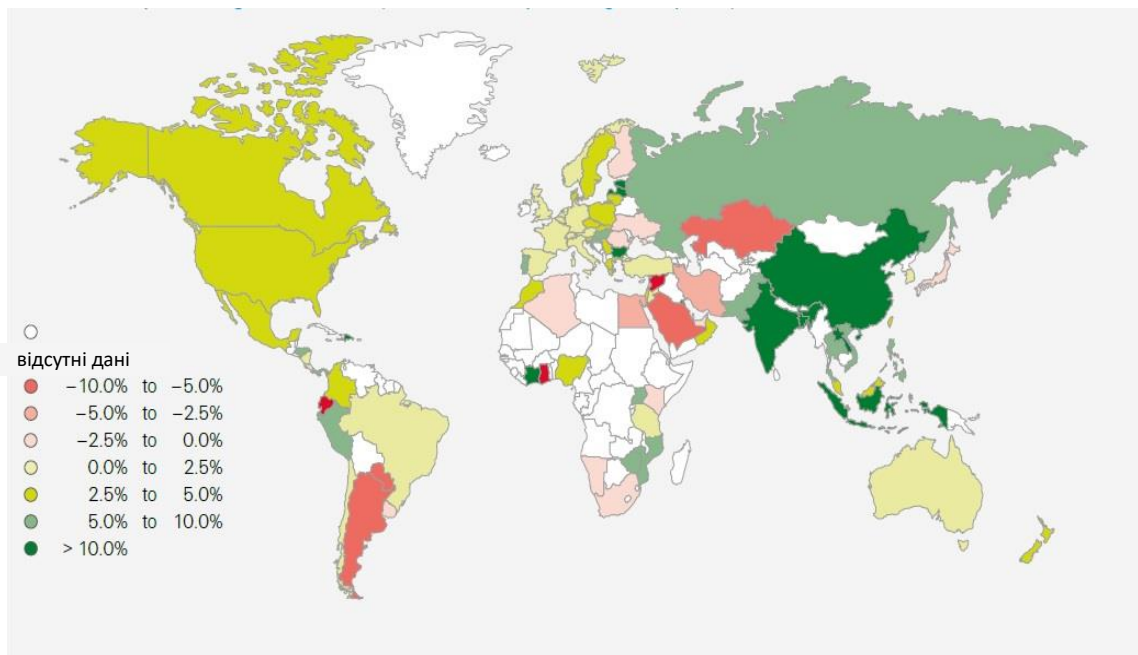 відсутні дані
−10.0% to −5.0%
−5.0% to −2.5%
−2.5% to 0.0%
0.0% to 2.5%
2.5% to 5.0%
5.0% to 10.0%
> 10.0%